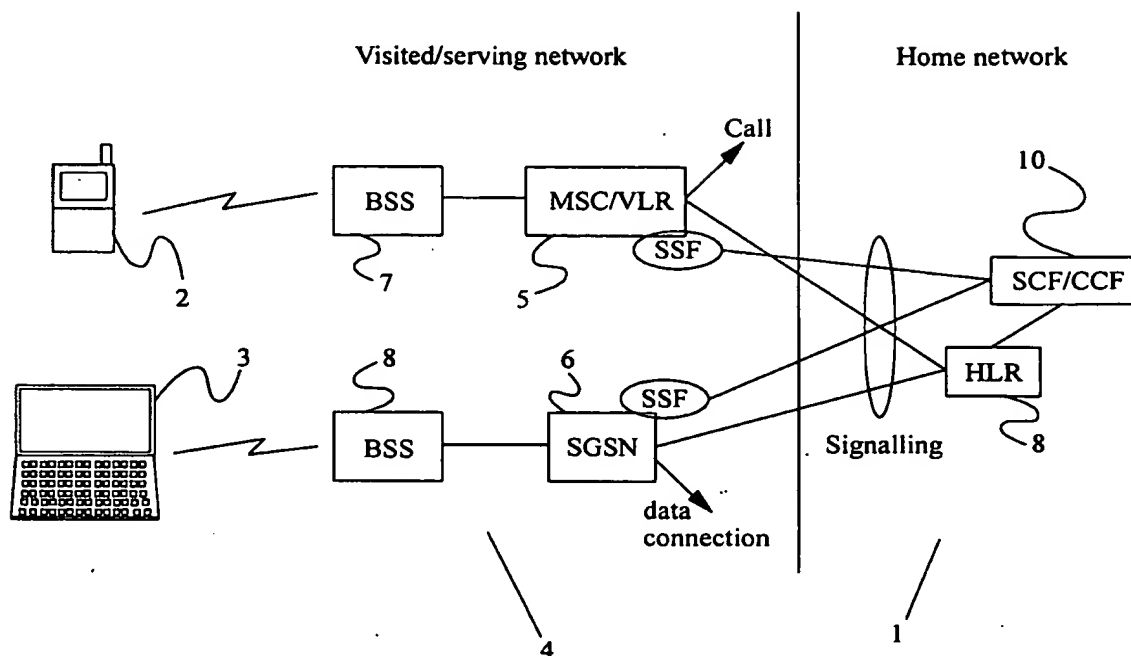 Visited/serving network
Home network
Call
10
BSS
MSC/VLR
SSF
SCF/CCF
2
7
5
3
8
6
SSF
HLR
BSS
SGSN
Signalling
8
data
connection
4
1